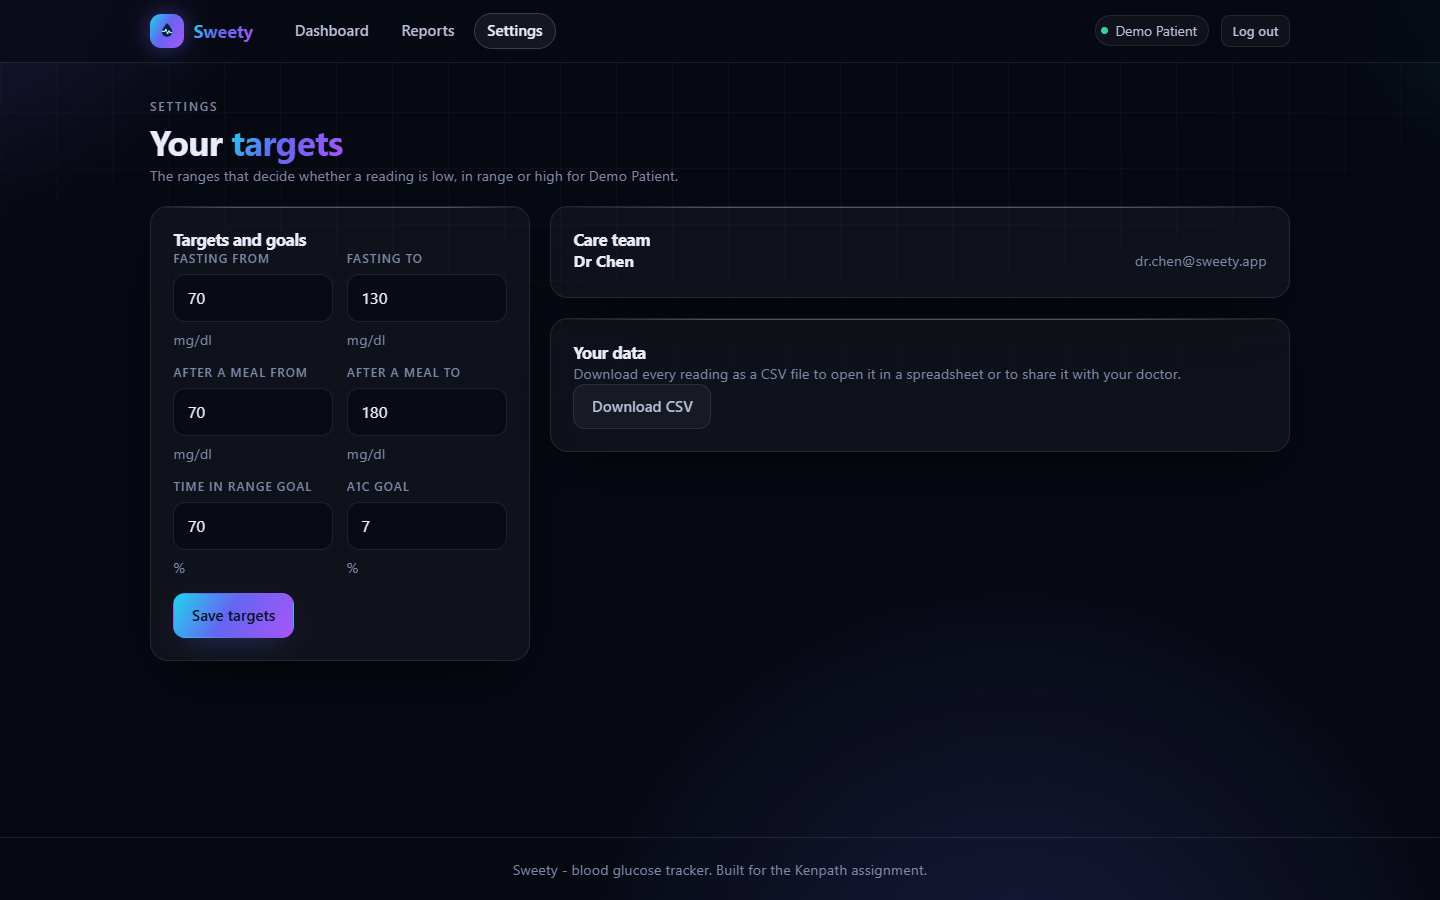 Sweety
Dashboard
Reports
Settings
Demo Patient
Log out
SETTINGS
Your targets
The ranges that decide whether a reading is low, in range or high for Demo Patient.
Targets and goals
FASTING FROM
FASTING TO
70
130
mg/dl
mg/dl
AFTER A MEAL FROM
AFTER A MEAL TO
70
180
mg/dl
mg/dl
TIME IN RANGE GOAL
A1C GOAL
70
7
%
%
Save targets
Care team
Dr Chen
dr.chen@sweety.app
Your data
Download every reading as a CSV file to open it in a spreadsheet or to share it with your doctor.
Download CSV
Sweety - blood glucose tracker. Built for the Kenpath assignment.